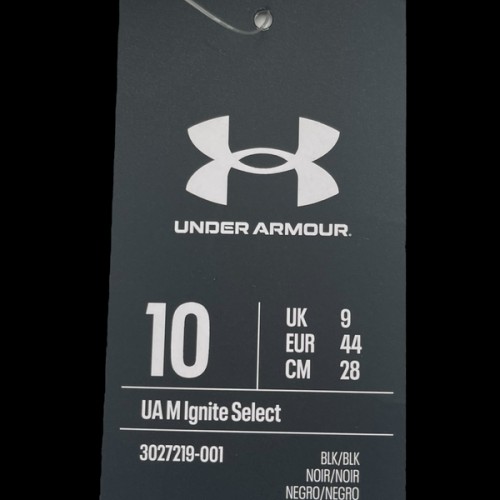 UNDER ARMOUR.
10
UK 9
EUR 44
CM 28
UA M Ignite Select
3027219-001
BLK/BLK
NOIR/NOIR
NEGRO/NEGRO